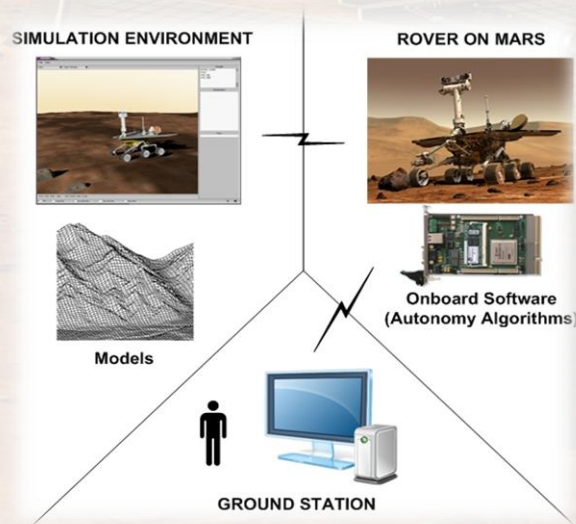 SIMULATION ENVIRONMENT
ROVER ON MARS
Models
Onboard Software
(Autonomy Algorithms)
GROUND STATION